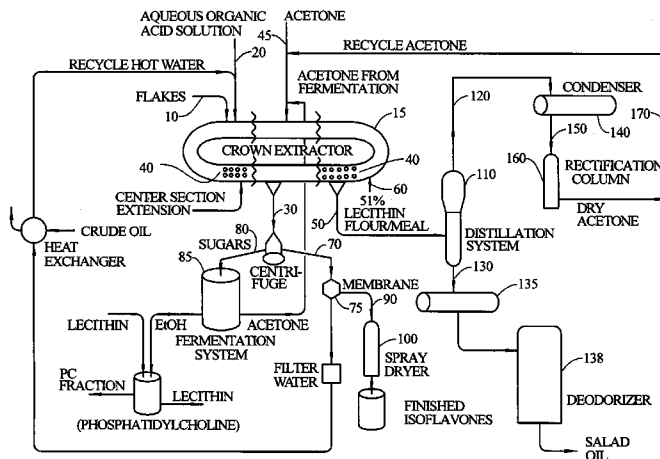 AQUEOUS ORGANIC
ACID SOLUTION
20
45
ACETONE
RECYCLE ACETONE
RECYCLE HOT WATER
ACETONE FROM
FERMENTATION
FLAKES
10
15
CROWN EXTRACTOR
40
40
CENTER SECTION
EXTENSION
30
50
60
51%
LECITHIN
FLOUR/MEAL
120
CONDENSER
140
150
170
160
RECTIFICATION
COLUMN
DRY
ACETONE
110
DISTILLATION
SYSTEM
130
135
CRUDE OIL
HEAT
EXCHANGER
80
SUGARS
85
CENTRI-
FUGE
70
MEMBRANE
75
90
100
SPRAY
DRYER
LECITHIN
EtOH
ACETONE
FERMENTATION
SYSTEM
PC
FRACTION
LECITHIN
(PHOSPHATIDYLCHOLINE)
FILTER
WATER
FINISHED
ISOFLAVONES
138
DEODORIZER
SALAD
OIL